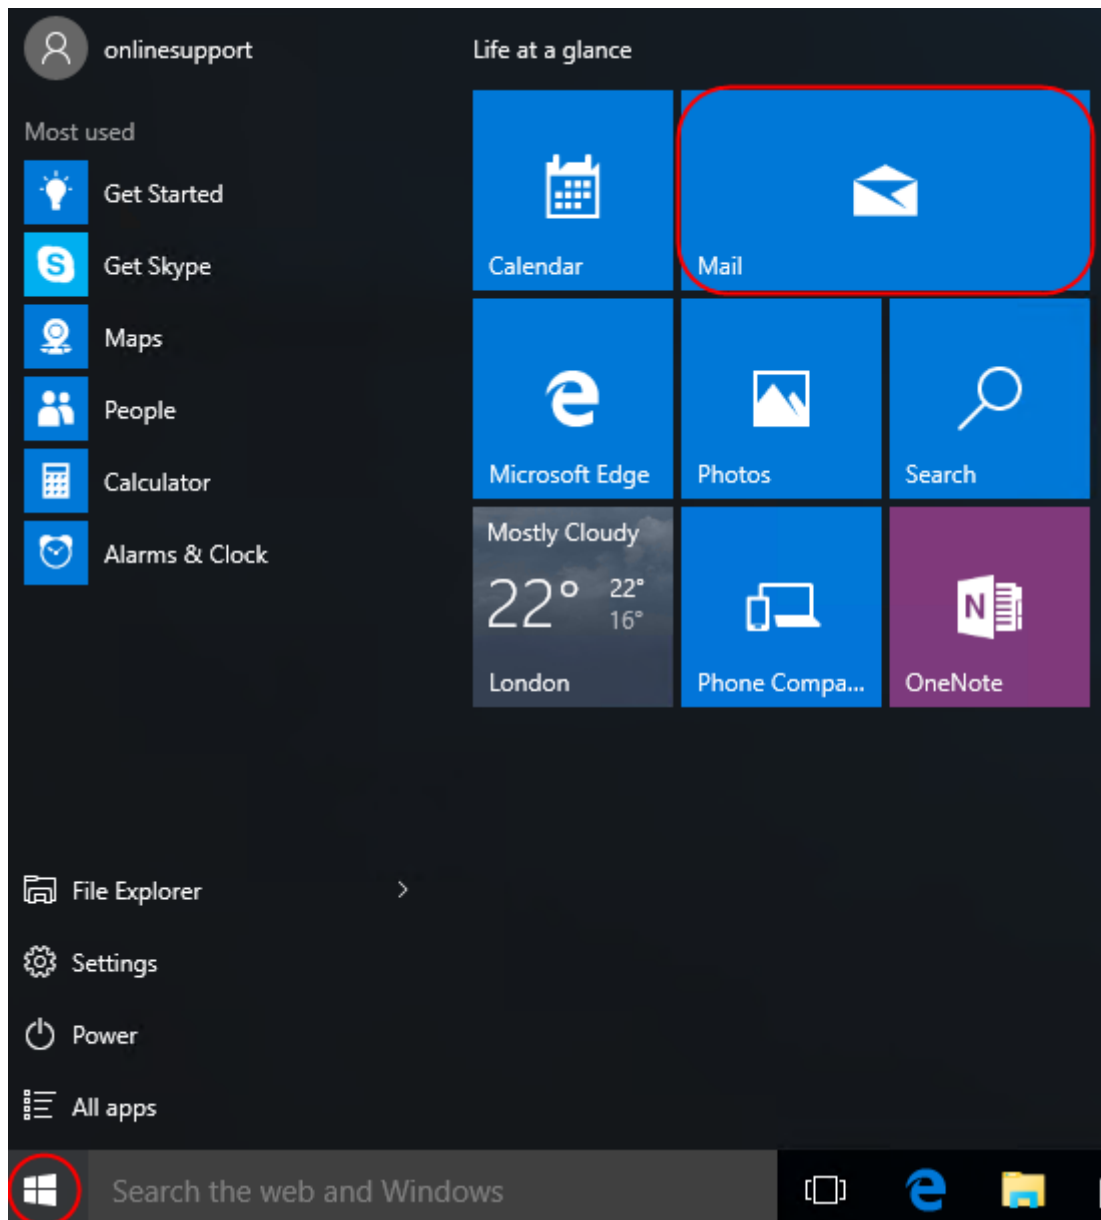 onlinesupport
Life at a glance
Most used
Get Started
Get Skype
Maps
People
Calculator
Alarms & Clock
Calendar
Mail
Microsoft Edge
Photos
Search
Mostly Cloudy
22° 22°
16°
London
Phone Compa...
OneNote
File Explorer
Settings
Power
All apps
Search the web and Windows